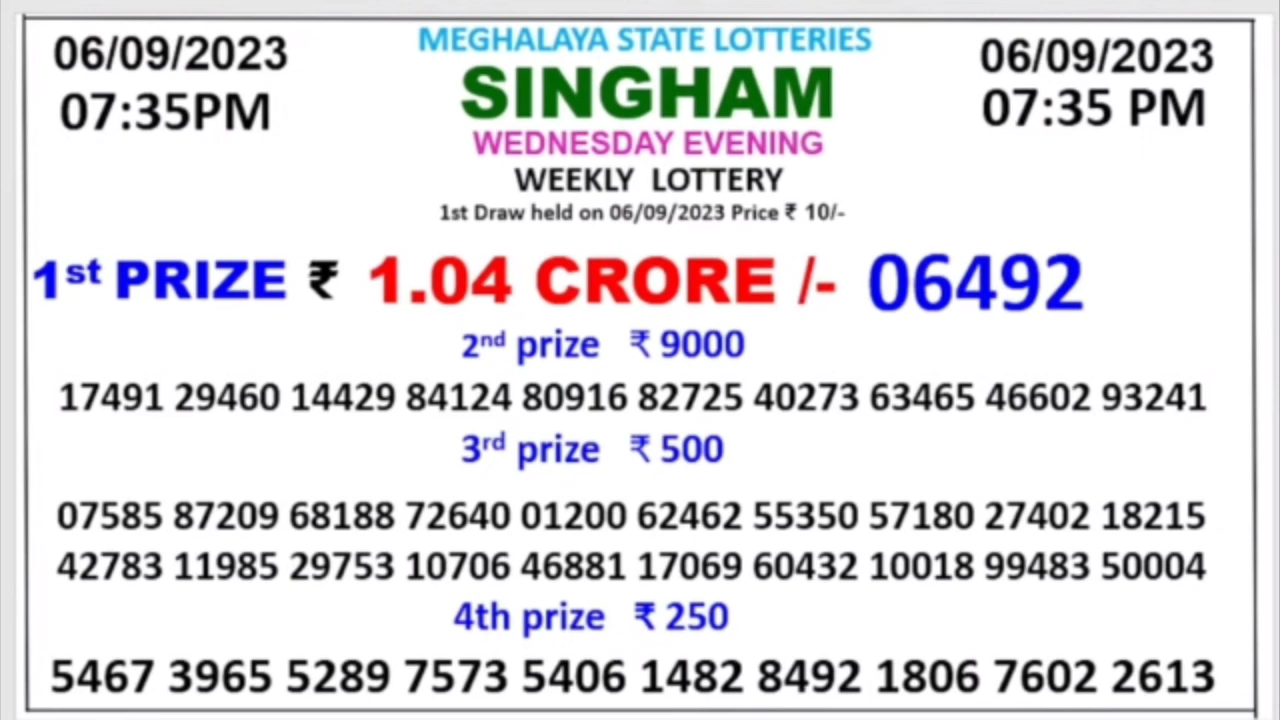 06/09/2023
07:35PM
MEGHALAYA STATE LOTTERIES
SINGHAM
WEDNESDAY EVENING
WEEKLY LOTTERY
1st Draw held on 06/09/2023 Price ₹ 10/-
06/09/2023
07:35 PM
1st PRIZE ₹ 1.04 CRORE /- 06492
2nd prize ₹ 9000
17491 29460 14429 84124 80916 82725 40273 63465 46602 93241
3rd prize ₹ 500
07585 87209 68188 72640 01200 62462 55350 57180 27402 18215
42783 11985 29753 10706 46881 17069 60432 10018 99483 50004
4th prize ₹ 250
5467 3965 5289 7573 5406 1482 8492 1806 7602 2613